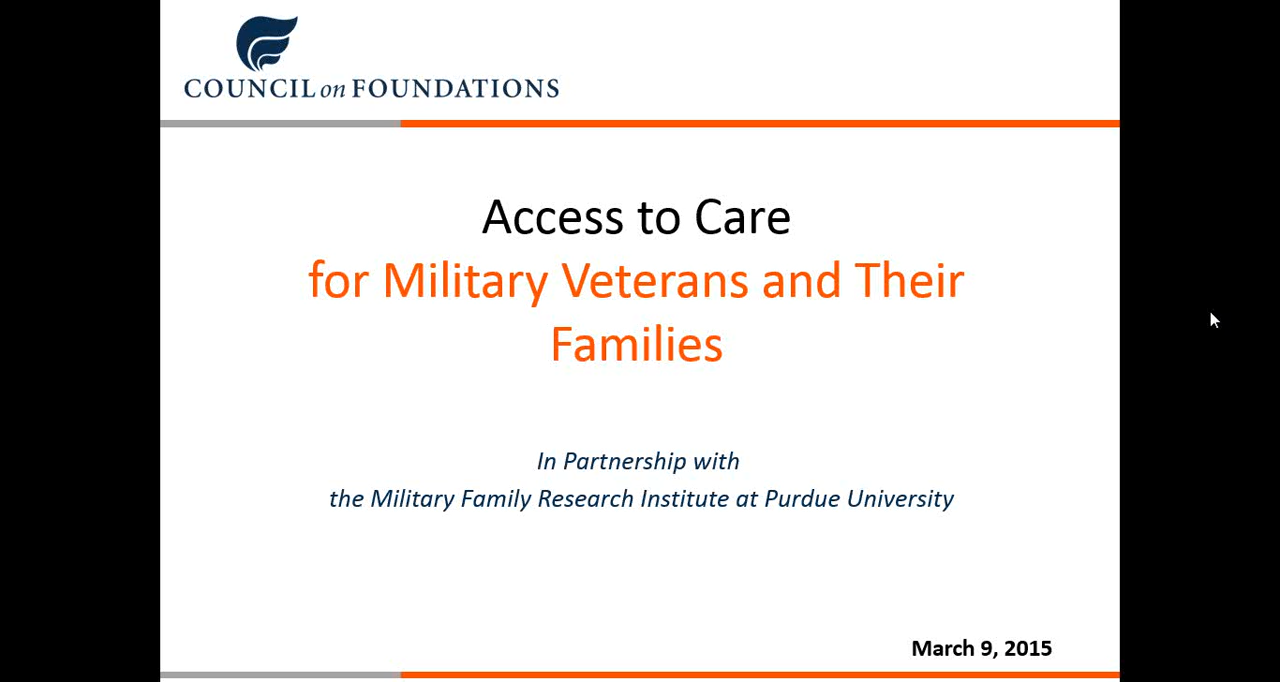 COUNCIL on FOUNDATIONS
Access to Care
for Military Veterans and Their
Families
In Partnership with
the Military Family Research Institute at Purdue University
March 9, 2015